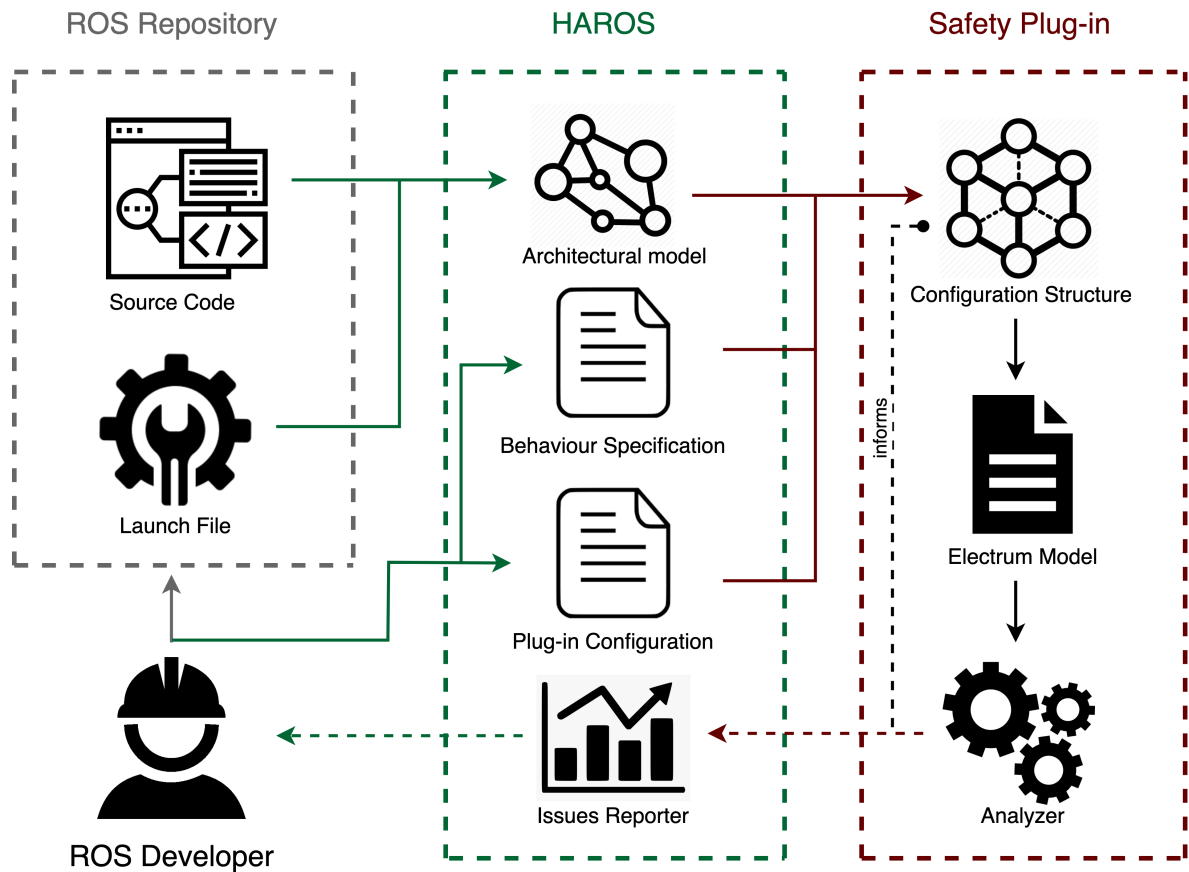 ROS Repository
HAROS
Safety Plug-in
Source Code
Launch File
ROS Developer
Architectural model
Behaviour Specification
Plug-in Configuration
Issues Reporter
Configuration Structure
informs
Electrum Model
Analyzer